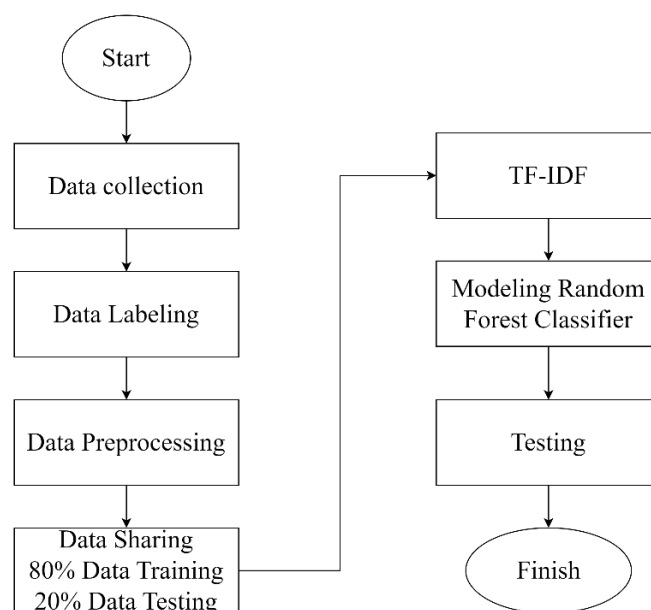 Start
Data collection
Data Labeling
Data Preprocessing
Data Sharing
80% Data Training
20% Data Testing
TF-IDF
Modeling Random
Forest Classifier
Testing
Finish